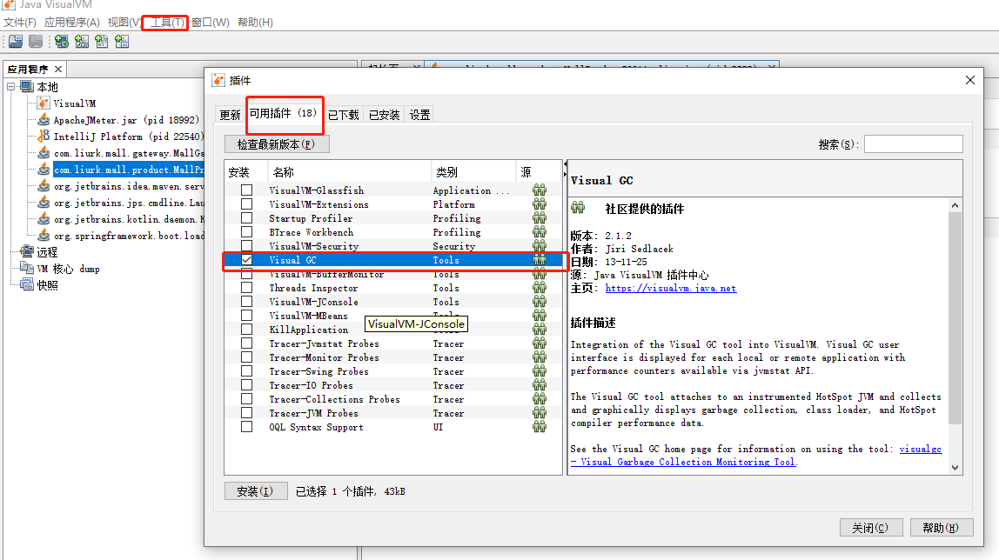 Java VisualVM
文件(F) 应用程序(A) 视图(V) 工具(T) 窗口(W) 帮助(H)
应用程序 ×
本地
VisualVM
ApacheJMeter.jar (pid 18992)
IntelliJ Platform (pid 22540)
com.liurk.mall.gateway.MallGa
com.liurk.mall.product.MallPr
org.jetbrains.idea.maven.serv
org.jetbrains.jps.cmdline.Lau
org.jetbrains.kotlin.daemon.K
org.springframework.boot.load
远程
VM 核心 dump
快照
插件
更新 可用插件 (18) 已下载 已安装 设置
检查最新版本(F) 搜索(S):
安装 名称 类别 源
VisualVM-Glassfish Application ...
VisualVM-Extensions Platform
Startup Profiler Profiling
BTrace Workbench Profiling
VisualVM-Security Security
Visual GC Tools
VisualVM-BufferMonitor Tools
Threads Inspector Tools
VisualVM-JConsole Tools
VisualVM-MBeans
VisualVM-JConsole
KillApplication
Tracer-Jvmstat Probes Tracer
Tracer-Monitor Probes Tracer
Tracer-Swing Probes Tracer
Tracer-IO Probes Tracer
Tracer-Collections Probes Tracer
Tracer-JVM Probes Tracer
OQL Syntax Support UI
Visual GC
社区提供的插件
版本: 2.1.2
作者: Jiri Sedlacek
日期: 13-11-25
源: Java VisualVM 插件中心
主页: https://visualvm.java.net
插件描述
Integration of the Visual GC tool into VisualVM. Visual GC user
interface is displayed for each local or remote application with
performance counters available via jvmstat API.
The Visual GC tool attaches to an instrumented HotSpot JVM and collects
and graphically displays garbage collection, class loader, and HotSpot
compiler performance data.
See the Visual GC home page for information on using the tool: visualgc
- Visual Garbage Collection Monitoring Tool.
安装(I) 已选择 1 个插件, 43kB
关闭(C) 帮助(H)